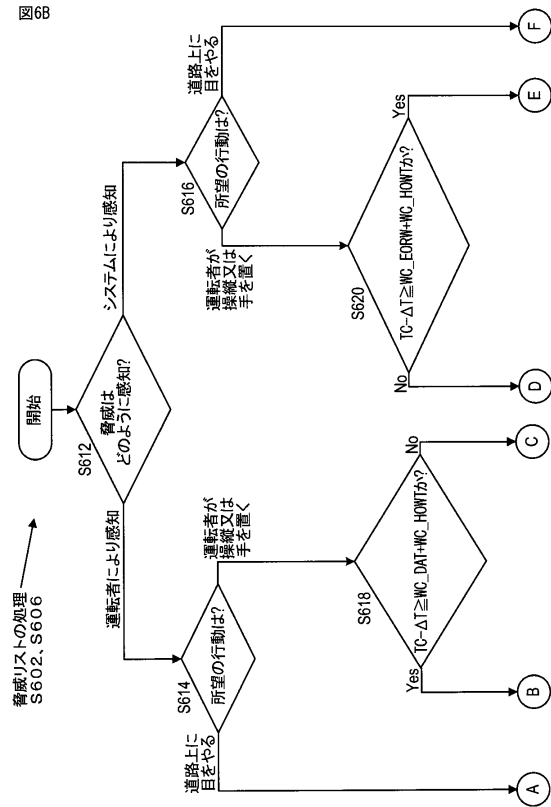 図6B
脅威リストの処理
S602、S606
開始
S612
脅威は
どのように感知?
運転者により感知
システムにより感知
S614
所望の行動は?
道路上に
目をやる
運転者が
操縦又は
手を置く
S616
所望の行動は?
運転者が
操縦又は
手を置く
道路上に
目をやる
S618
TC-ΔT≧WC_DAT+WC_HOWTか?
Yes
No
S620
TC-ΔT≧WC_EORW+WC_HOWTか?
No
Yes
A
B
C
D
E
F